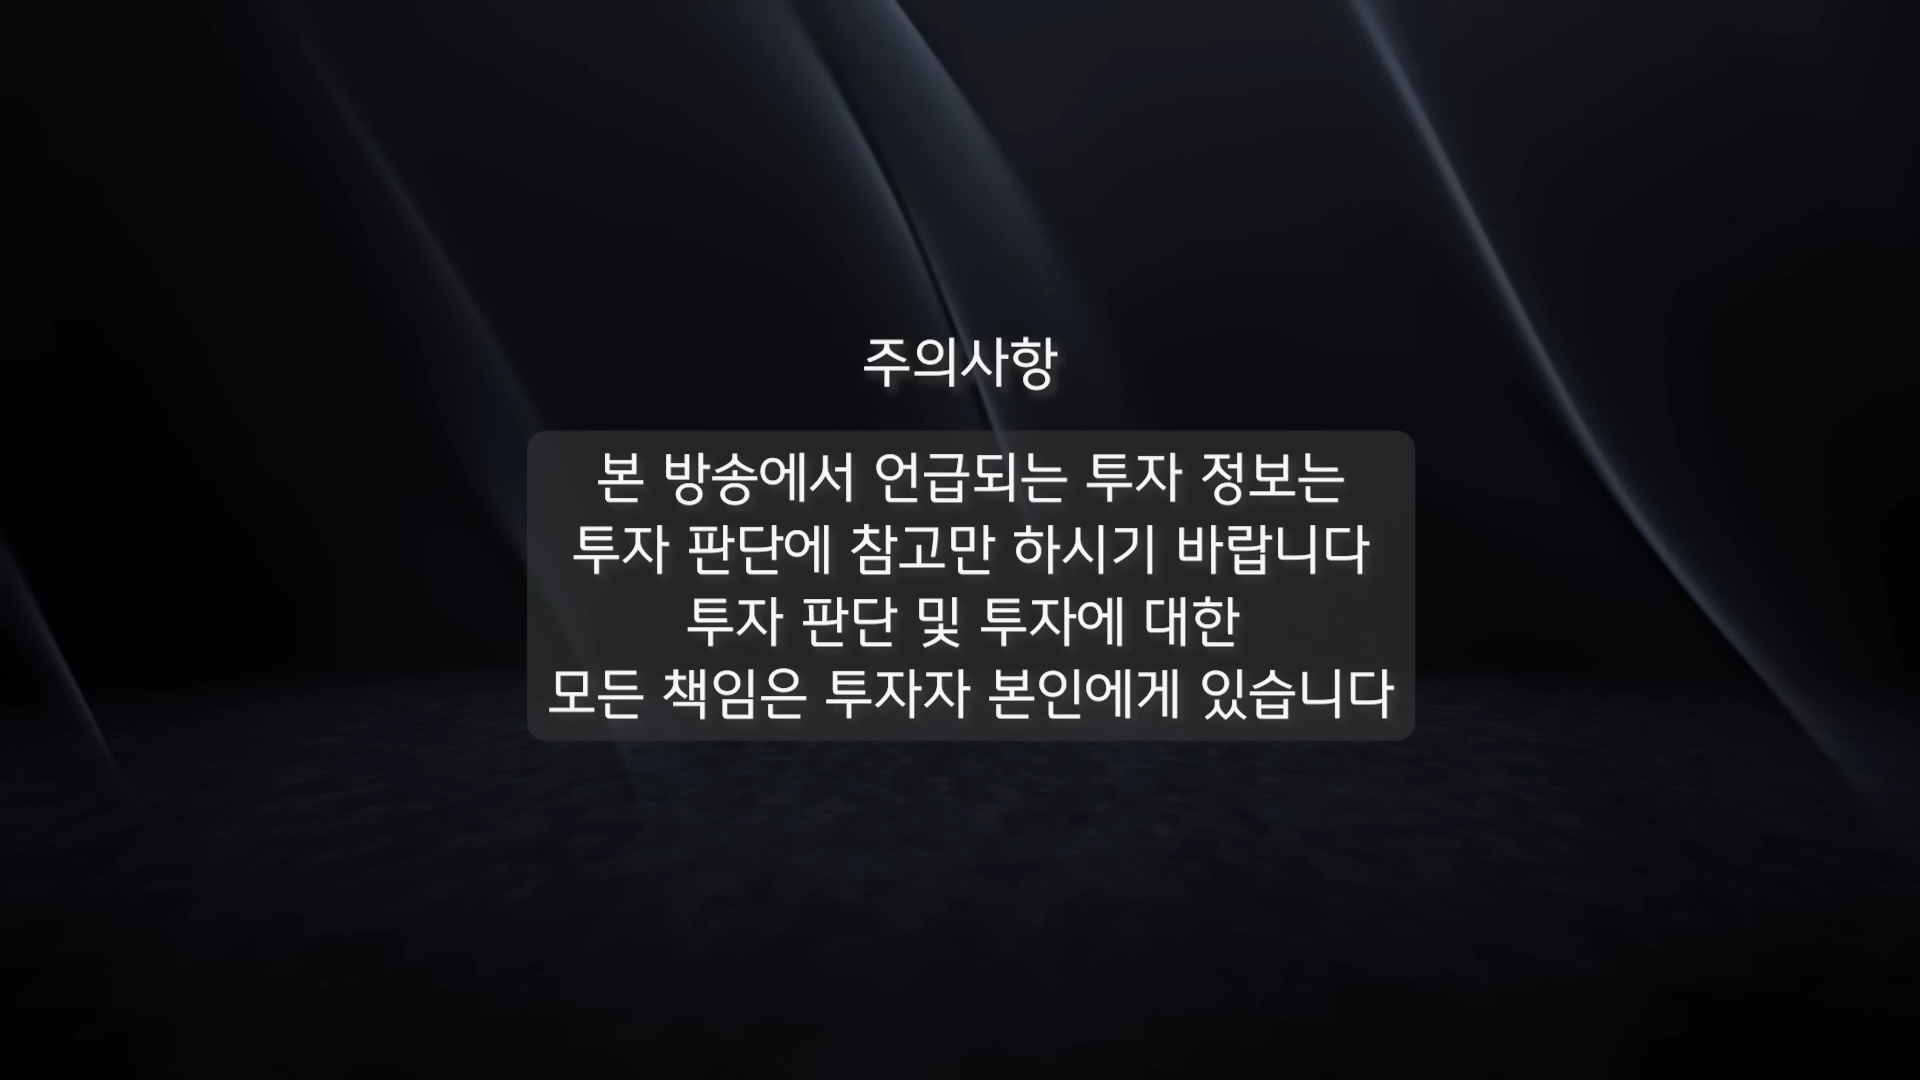 주의사항
본 방송에서 언급되는 투자 정보는
투자 판단에 참고만 하시기 바랍니다
투자 판단 및 투자에 대한
모든 책임은 투자자 본인에게 있습니다